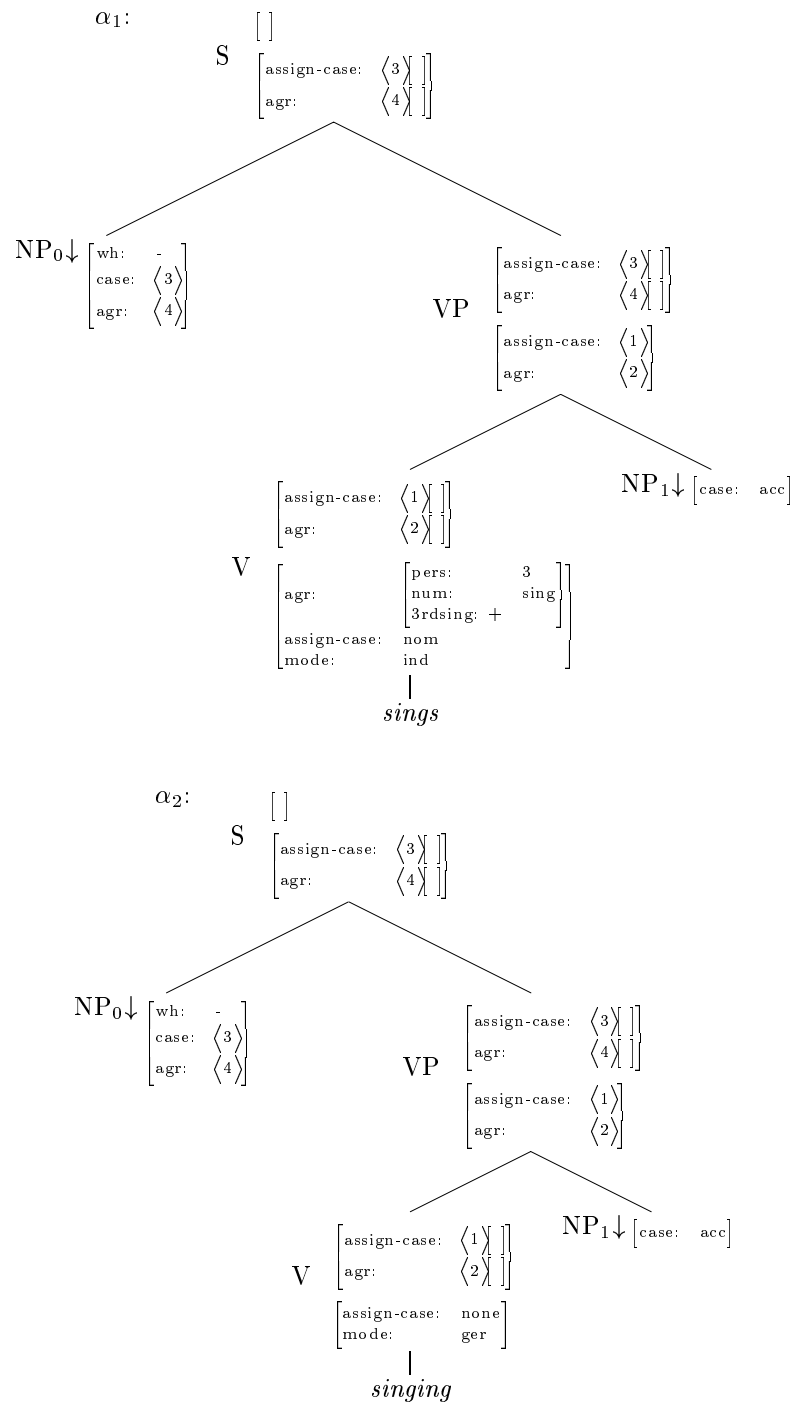 α₁:
[ ]
S
[assign-case: ⟨3⟩[ ]
agr: ⟨4⟩[ ]]
NP₀↓
[wh: -
case: ⟨3⟩
agr: ⟨4⟩]
VP
[assign-case: ⟨3⟩[ ]
agr: ⟨4⟩[ ]]
[assign-case: ⟨1⟩
agr: ⟨2⟩]
V
[assign-case: ⟨1⟩[ ]
agr: ⟨2⟩[ ]]
NP₁↓ [case: acc]
[agr: [pers: 3
num: sing
3rdsing: +]
assign-case: nom
mode: ind]
sings
α₂:
[ ]
S
[assign-case: ⟨3⟩[ ]
agr: ⟨4⟩[ ]]
NP₀↓
[wh: -
case: ⟨3⟩
agr: ⟨4⟩]
VP
[assign-case: ⟨3⟩[ ]
agr: ⟨4⟩[ ]]
[assign-case: ⟨1⟩
agr: ⟨2⟩]
V
[assign-case: ⟨1⟩[ ]
agr: ⟨2⟩[ ]]
NP₁↓ [case: acc]
[assign-case: none
mode: ger]
singing